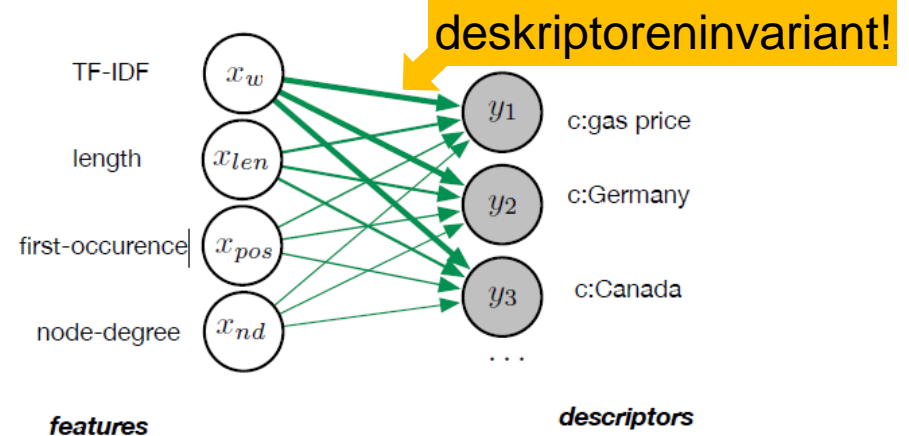 deskriptoreninvariant!
TF-IDF
x_w
y_1
c:gas price
length
x_len
y_2
c:Germany
first-occurence
x_pos
y_3
c:Canada
node-degree
x_nd
...
features
descriptors